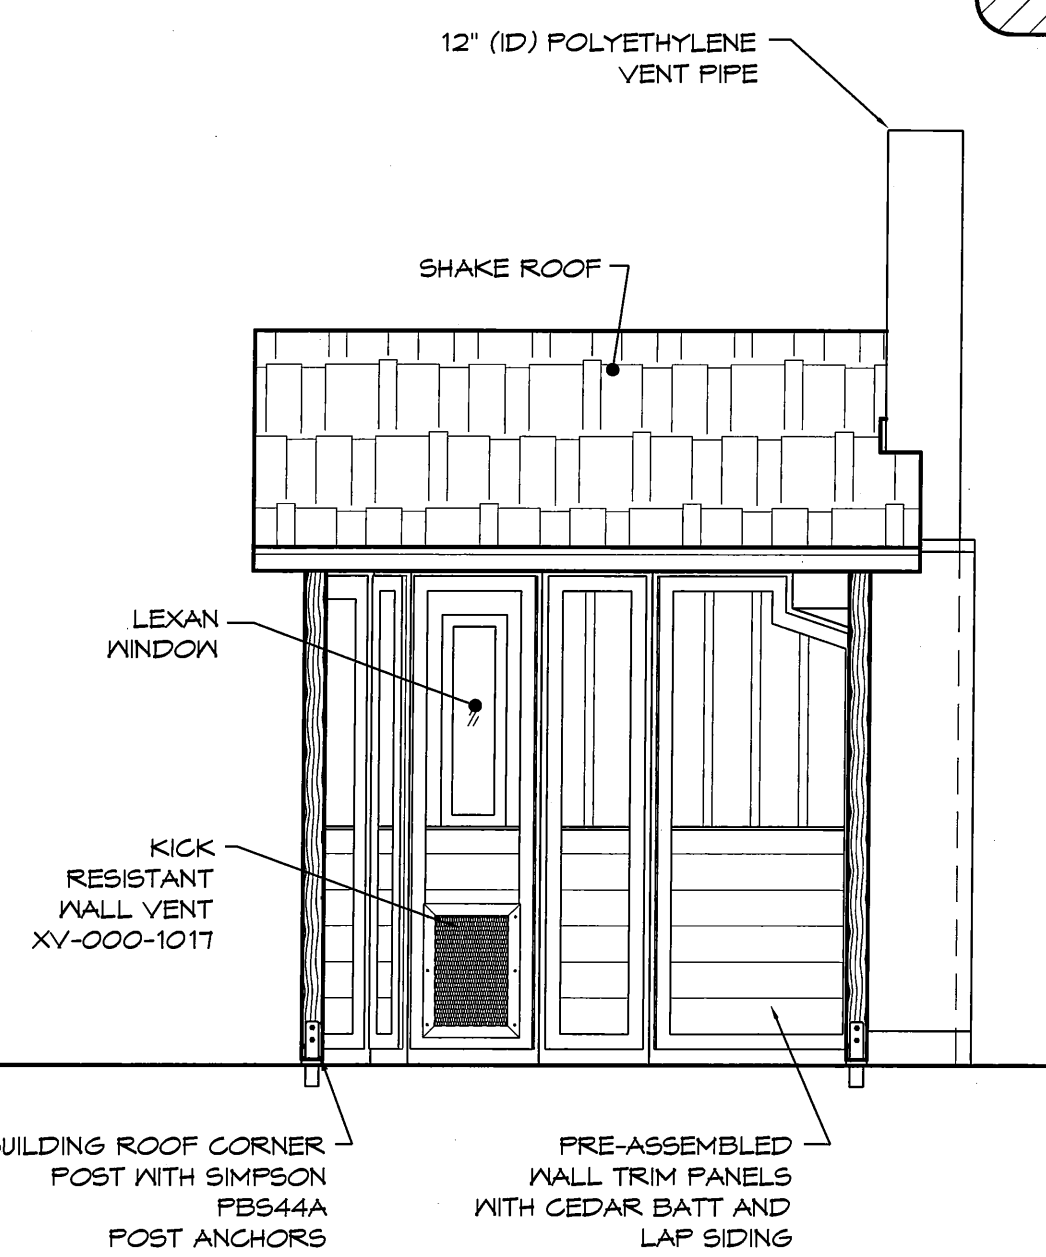 12" (ID) POLYETHYLENE
VENT PIPE
SHAKE ROOF
LEXAN
WINDOW
KICK
RESISTANT
WALL VENT
XV-000-1017
UILDING ROOF CORNER
POST WITH SIMPSON
PBS44A
POST ANCHORS
PRE-ASSEMBLED
WALL TRIM PANELS
WITH CEDAR BATT AND
LAP SIDING